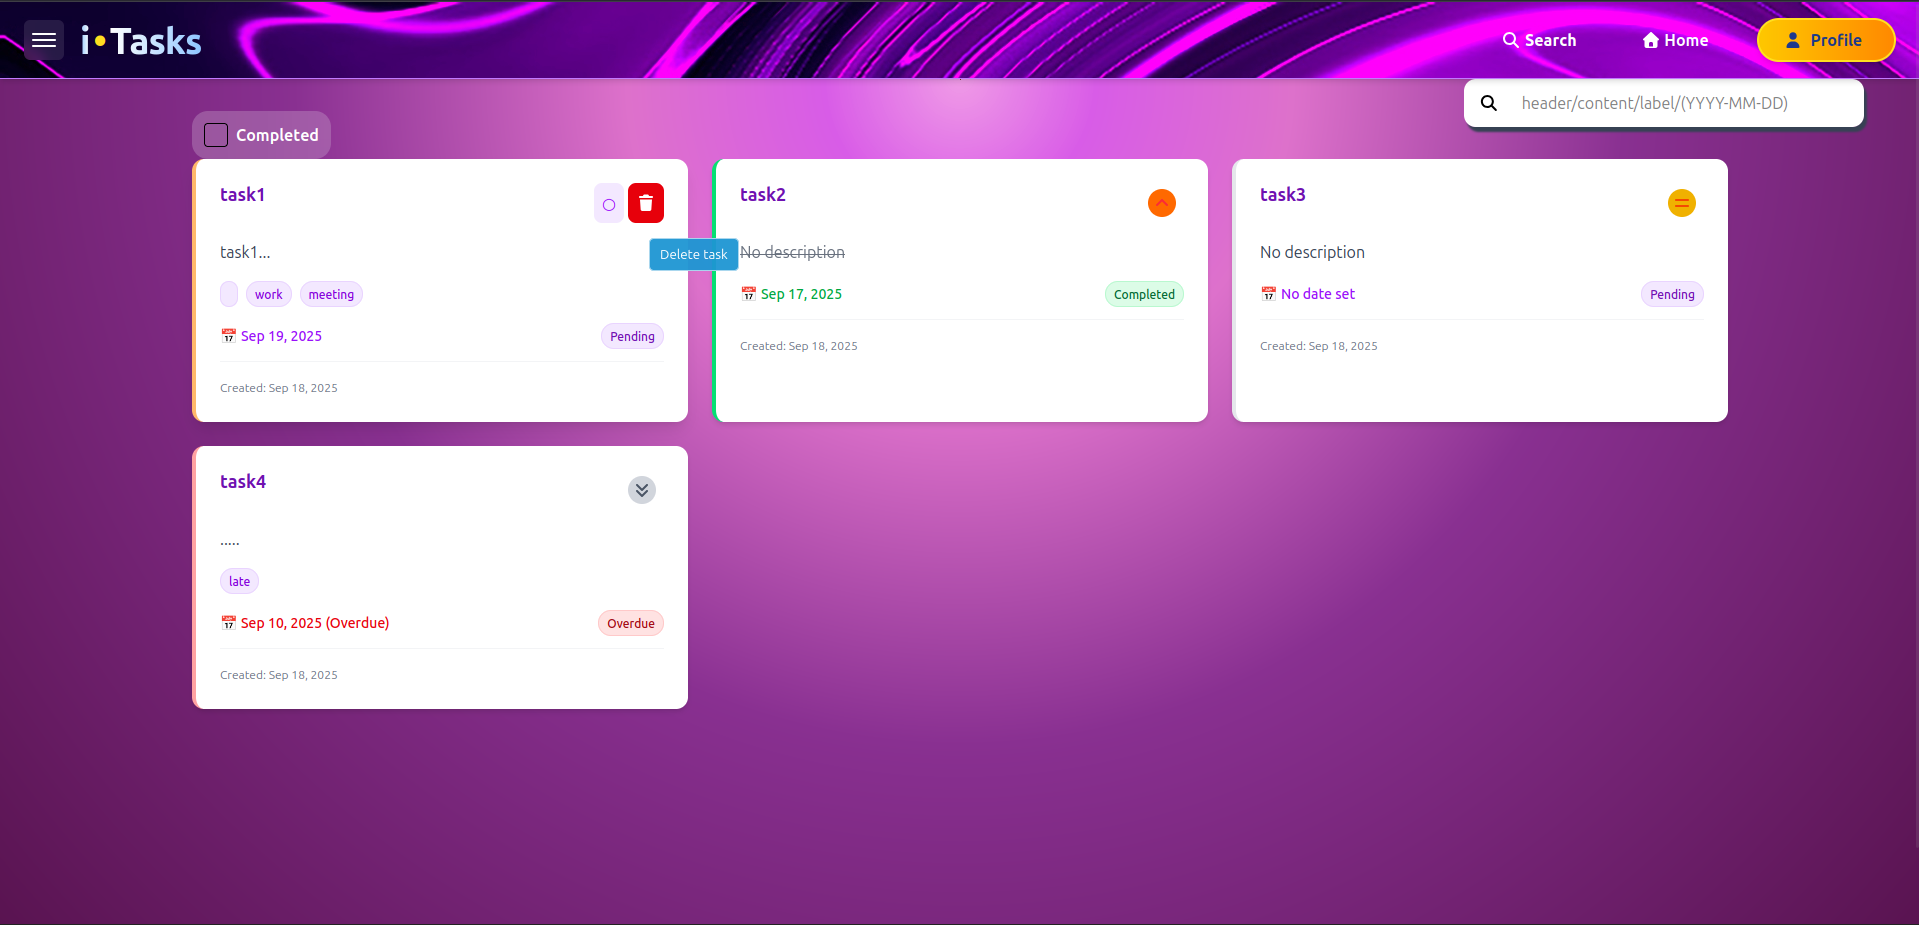 i•Tasks
Search
Home
Profile
header/content/label/(YYYY-MM-DD)
Completed
task1
task1...
Delete task
work
meeting
📅 Sep 19, 2025
Pending
Created: Sep 18, 2025
task2
No description
📅 Sep 17, 2025
Completed
Created: Sep 18, 2025
task3
No description
📅 No date set
Pending
Created: Sep 18, 2025
task4
.....
late
📅 Sep 10, 2025 (Overdue)
Overdue
Created: Sep 18, 2025